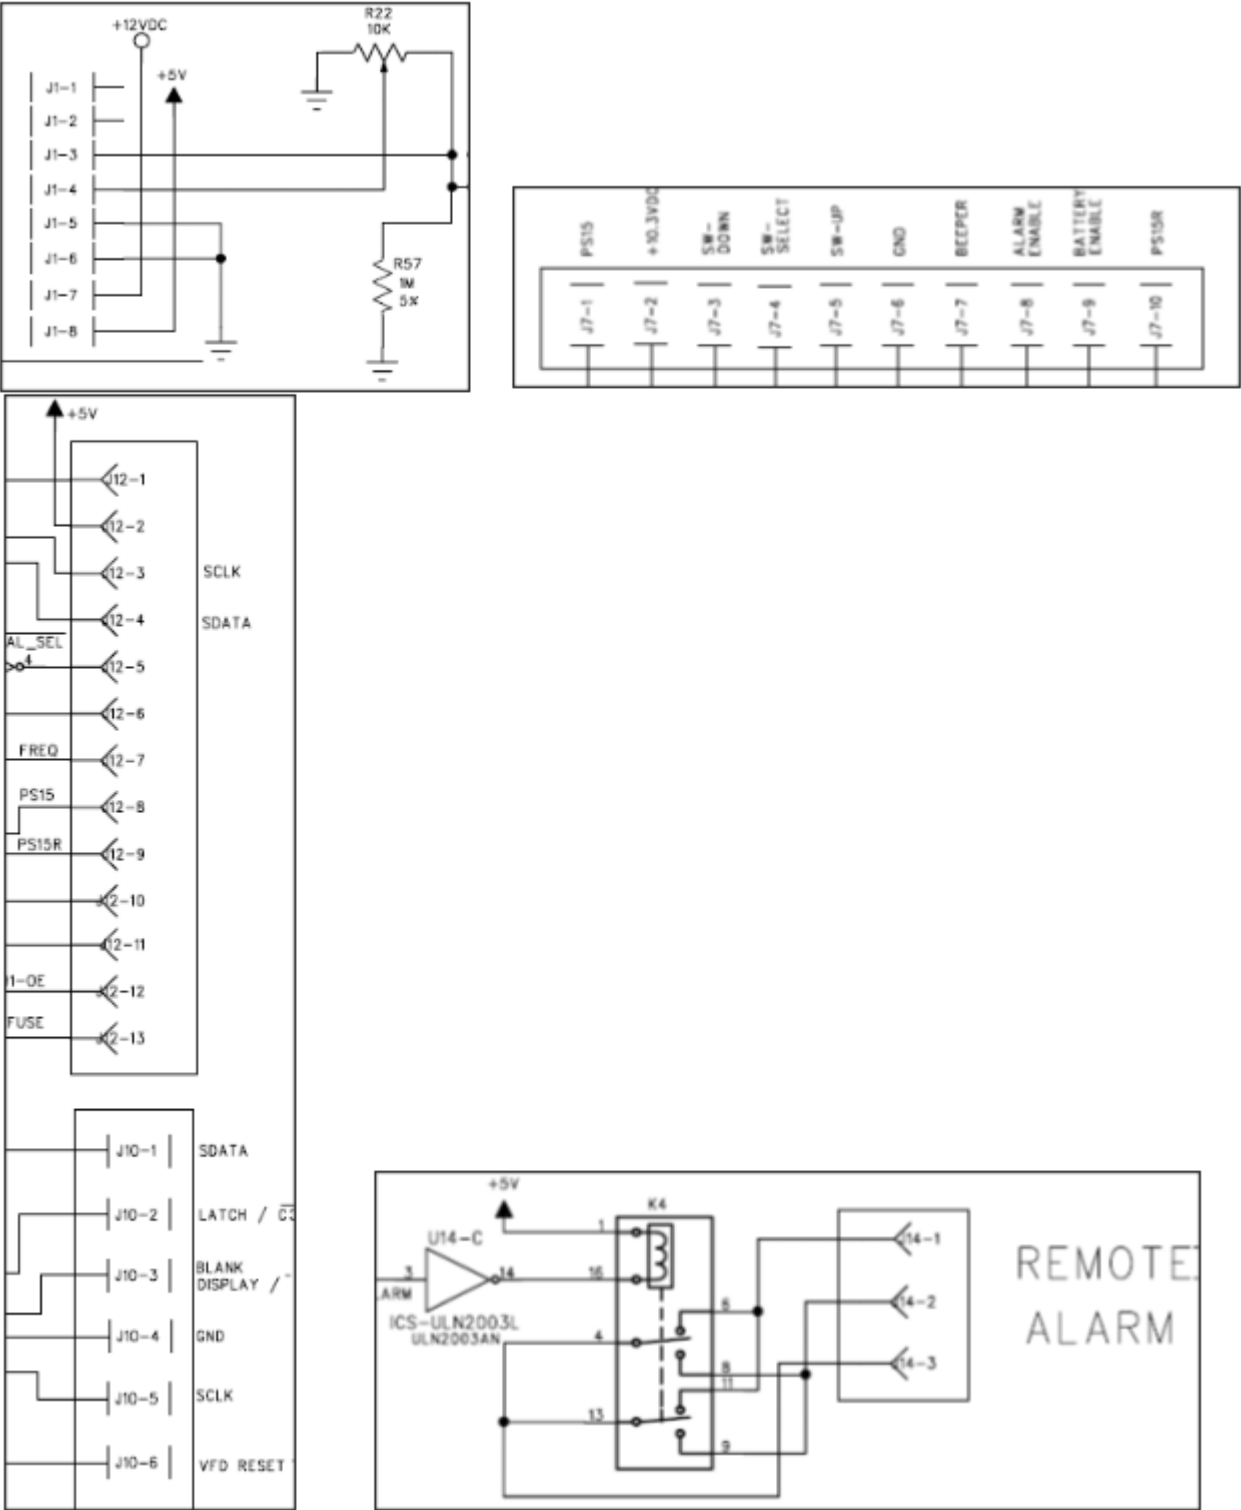 +12VDC
R22
10K
+5V
J1-1
J1-2
J1-3
J1-4
J1-5
J1-6
J1-7
J1-8
R57
1M
5%
PS15
+10.3VDC
SW-
DOWN
SW-
SELECT
SW-UP
GND
BEEPER
ALARM
ENABLE
BATTERY
ENABLE
PS15R
J7-1
J7-2
J7-3
J7-4
J7-5
J7-6
J7-7
J7-8
J7-9
J7-10
+5V
J12-1
J12-2
J12-3 SCLK
J12-4 SDATA
AL_SEL
4
J12-5
J12-6
FREQ
J12-7
PS15
J12-8
PS15R
J12-9
J12-10
J12-11
1-OE
J12-12
FUSE
J12-13
J10-1 SDATA
J10-2 LATCH /
J10-3 BLANK
DISPLAY /
J10-4 GND
J10-5 SCLK
J10-6 VFD RESET
+5V
K4
U14-C
1
3
14
16
LARM
ICS-ULN2003L
ULN2003AN
4
13
6
8
11
9
J14-1
J14-2
J14-3
REMOTE
ALARM